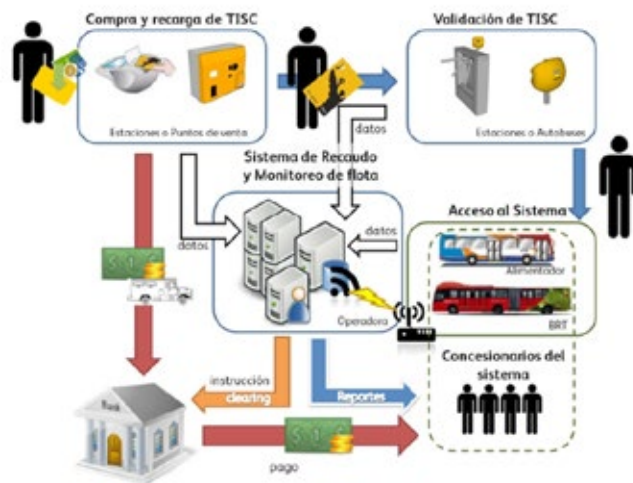 Compra y recarga de TISC
Validación de TISC
Estaciones o Puntos de venta
datos
Estaciones o Autobuses
Sistema de Recaudo
y Monitoreo de flota
Acceso al Sistema
datos
datos
Alimentador
Operadora
BRT
Concesionarios del
sistema
instrucción
clearing
Reportes
Bank
pago